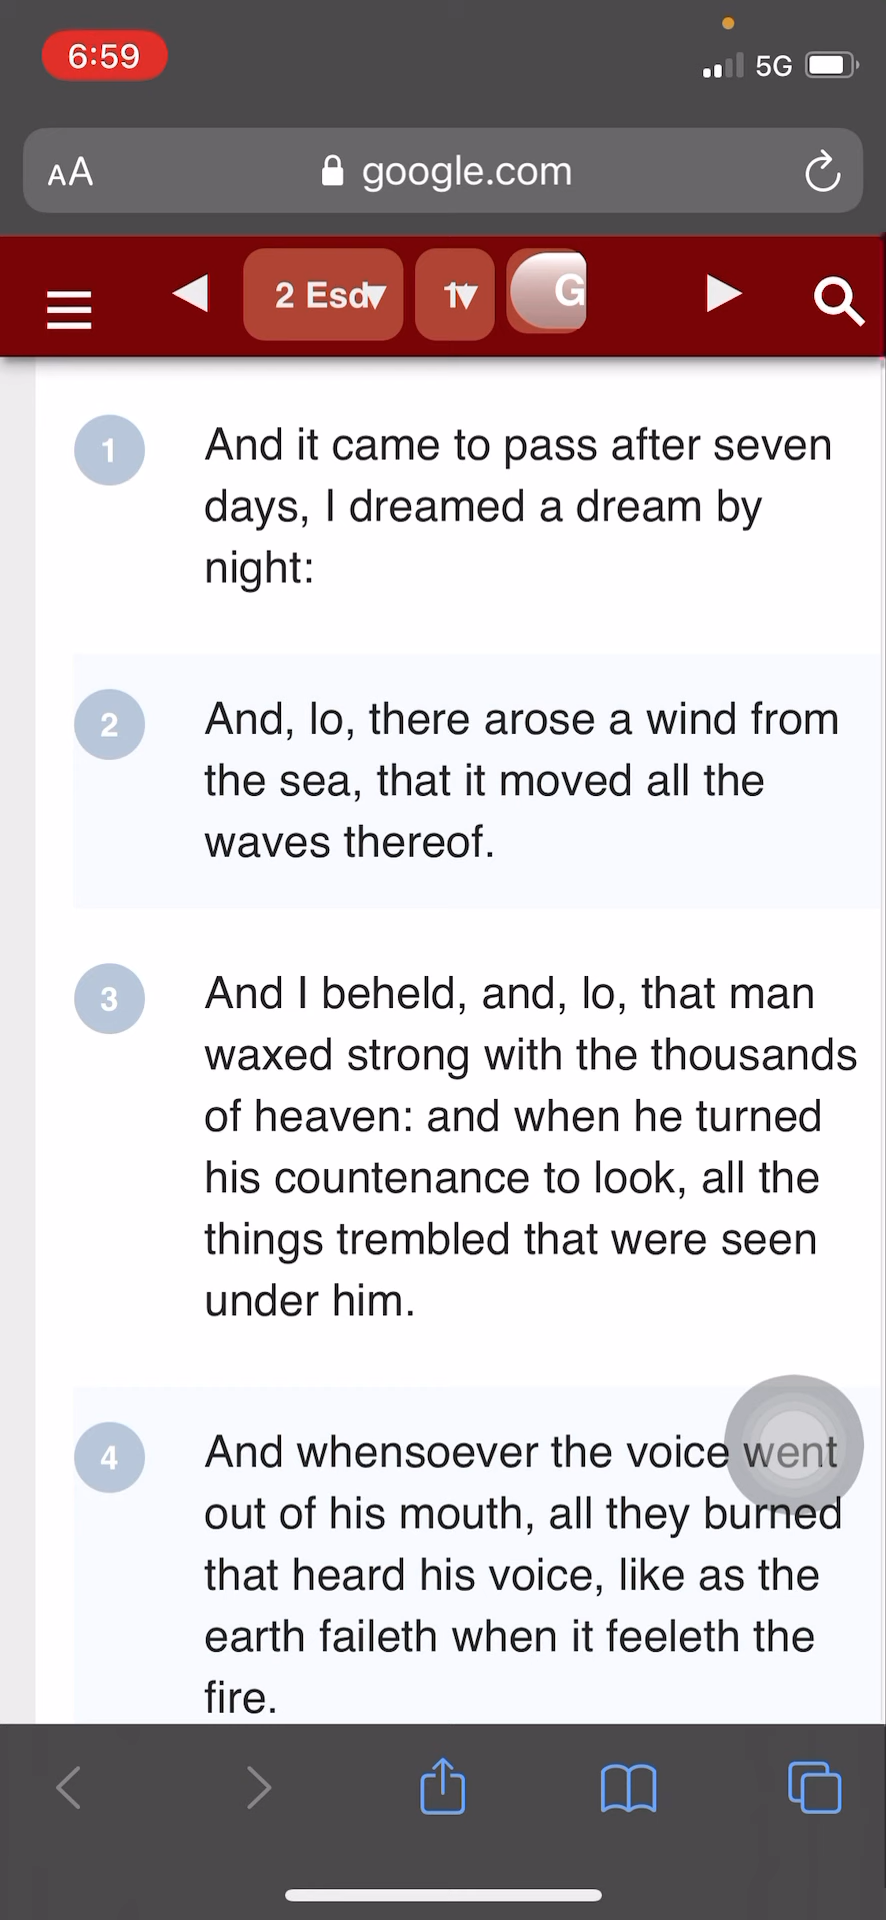 6:59
5G
AA
google.com
2 Esd
1
G
1
And it came to pass after seven
days, I dreamed a dream by
night:
2
And, lo, there arose a wind from
the sea, that it moved all the
waves thereof.
3
And I beheld, and, lo, that man
waxed strong with the thousands
of heaven: and when he turned
his countenance to look, all the
things trembled that were seen
under him.
4
And whensoever the voice went
out of his mouth, all they burned
that heard his voice, like as the
earth faileth when it feeleth the
fire.